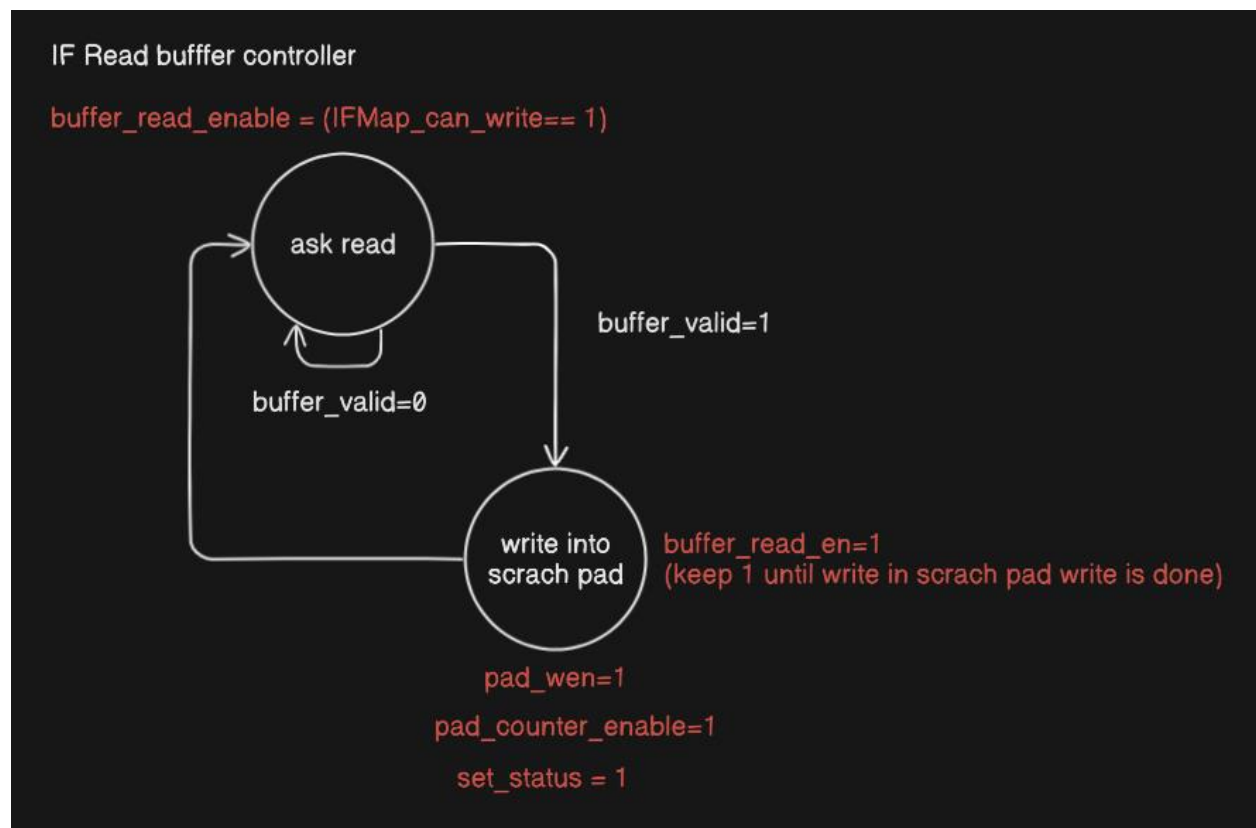 IF Read bufffer controller
buffer_read_enable = (IFMap_can_write== 1)
ask read
buffer_valid=1
buffer_valid=0
write into
scrach pad
buffer_read_en=1
(keep 1 until write in scrach pad write is done)
pad_wen=1
pad_counter_enable=1
set_status = 1